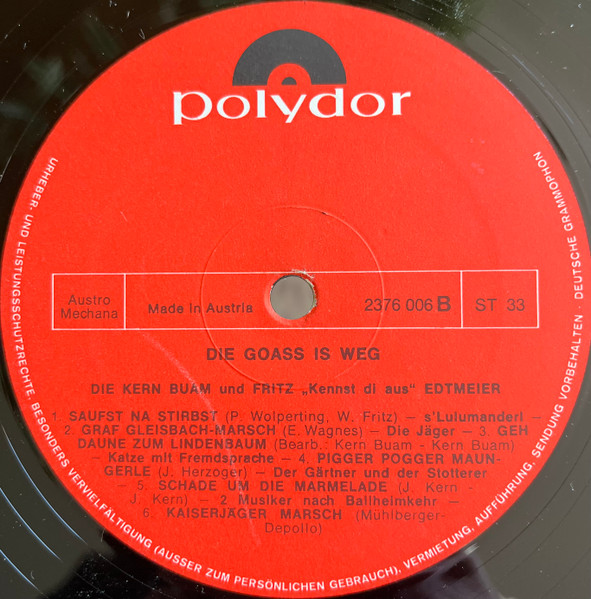 polydor
Austro
Mechana
Made in Austria
2376 006 B
ST 33
DIE GOASS IS WEG
DIE KERN BUAM und FRITZ „Kennst di aus" EDTMEIER
1. SAUFST NA STIRBST (P. Wolperting, W. Fritz) — s'Lulumanderl —
2. GRAF GLEISBACH-MARSCH (E. Wagnes) — Die Jäger — 3. GEH
DAUNE ZUM LINDENBAUM (Bearb.: Kern Buam - Kern Buam)
— Katze mit Fremdsprache — 4. PIGGER POGGER MAUN-
GERLE (J. Herzoger) — Der Gärtner und der Stotterer
— 5. SCHADE UM DIE MARMELADE (J. Kern -
J. Kern) — 2 Musiker nach Ballheimkehr —
6. KAISERJÄGER MARSCH (Mühlberger-
Depollo)
URHEBER- UND LEISTUNGSSCHUTZRECHTE, BESONDERS VERVIELFÄLTIGUNG (AUSSER ZUM PERSÖNLICHEN GEBRAUCH), VERMIETUNG, AUFFÜHRUNG, SENDUNG VORBEHALTEN · DEUTSCHE GRAMMOPHON